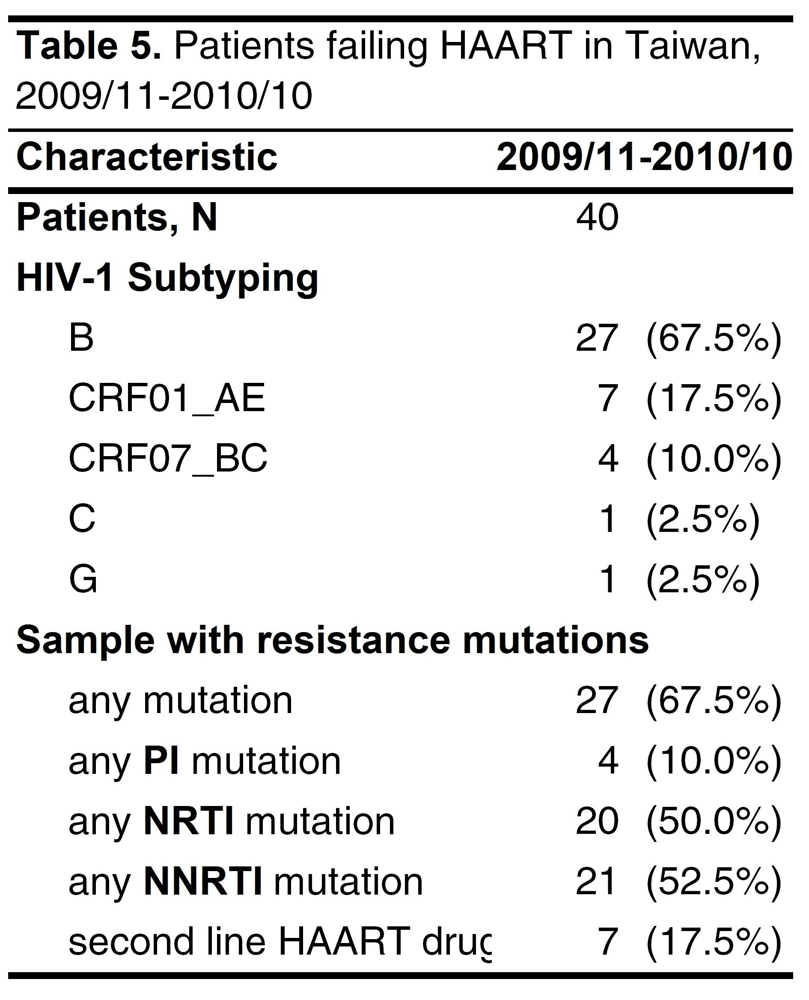 Table 5. Patients failing HAART in Taiwan,
2009/11-2010/10
Characteristic 2009/11-2010/10
Patients, N 40
HIV-1 Subtyping
B 27 (67.5%)
CRF01_AE 7 (17.5%)
CRF07_BC 4 (10.0%)
C 1 (2.5%)
G 1 (2.5%)
Sample with resistance mutations
any mutation 27 (67.5%)
any PI mutation 4 (10.0%)
any NRTI mutation 20 (50.0%)
any NNRTI mutation 21 (52.5%)
second line HAART drug 7 (17.5%)